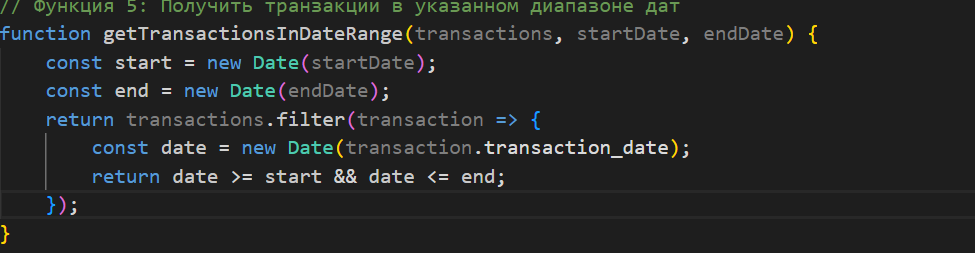 // Функция 5: Получить транзакции в указанном диапазоне дат
function getTransactionsInDateRange(transactions, startDate, endDate) {
    const start = new Date(startDate);
    const end = new Date(endDate);
    return transactions.filter(transaction => {
        const date = new Date(transaction.transaction_date);
        return date >= start && date <= end;
    });
}